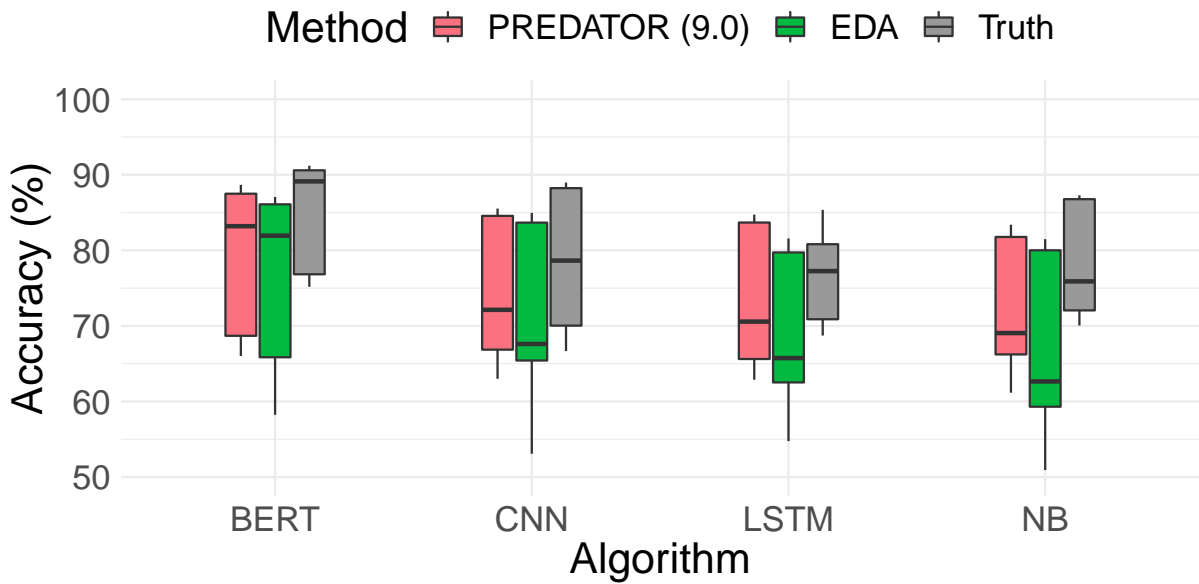 Method PREDATOR (9.0) EDA Truth
Accuracy (%)
100
90
80
70
60
50
BERT CNN LSTM NB
Algorithm